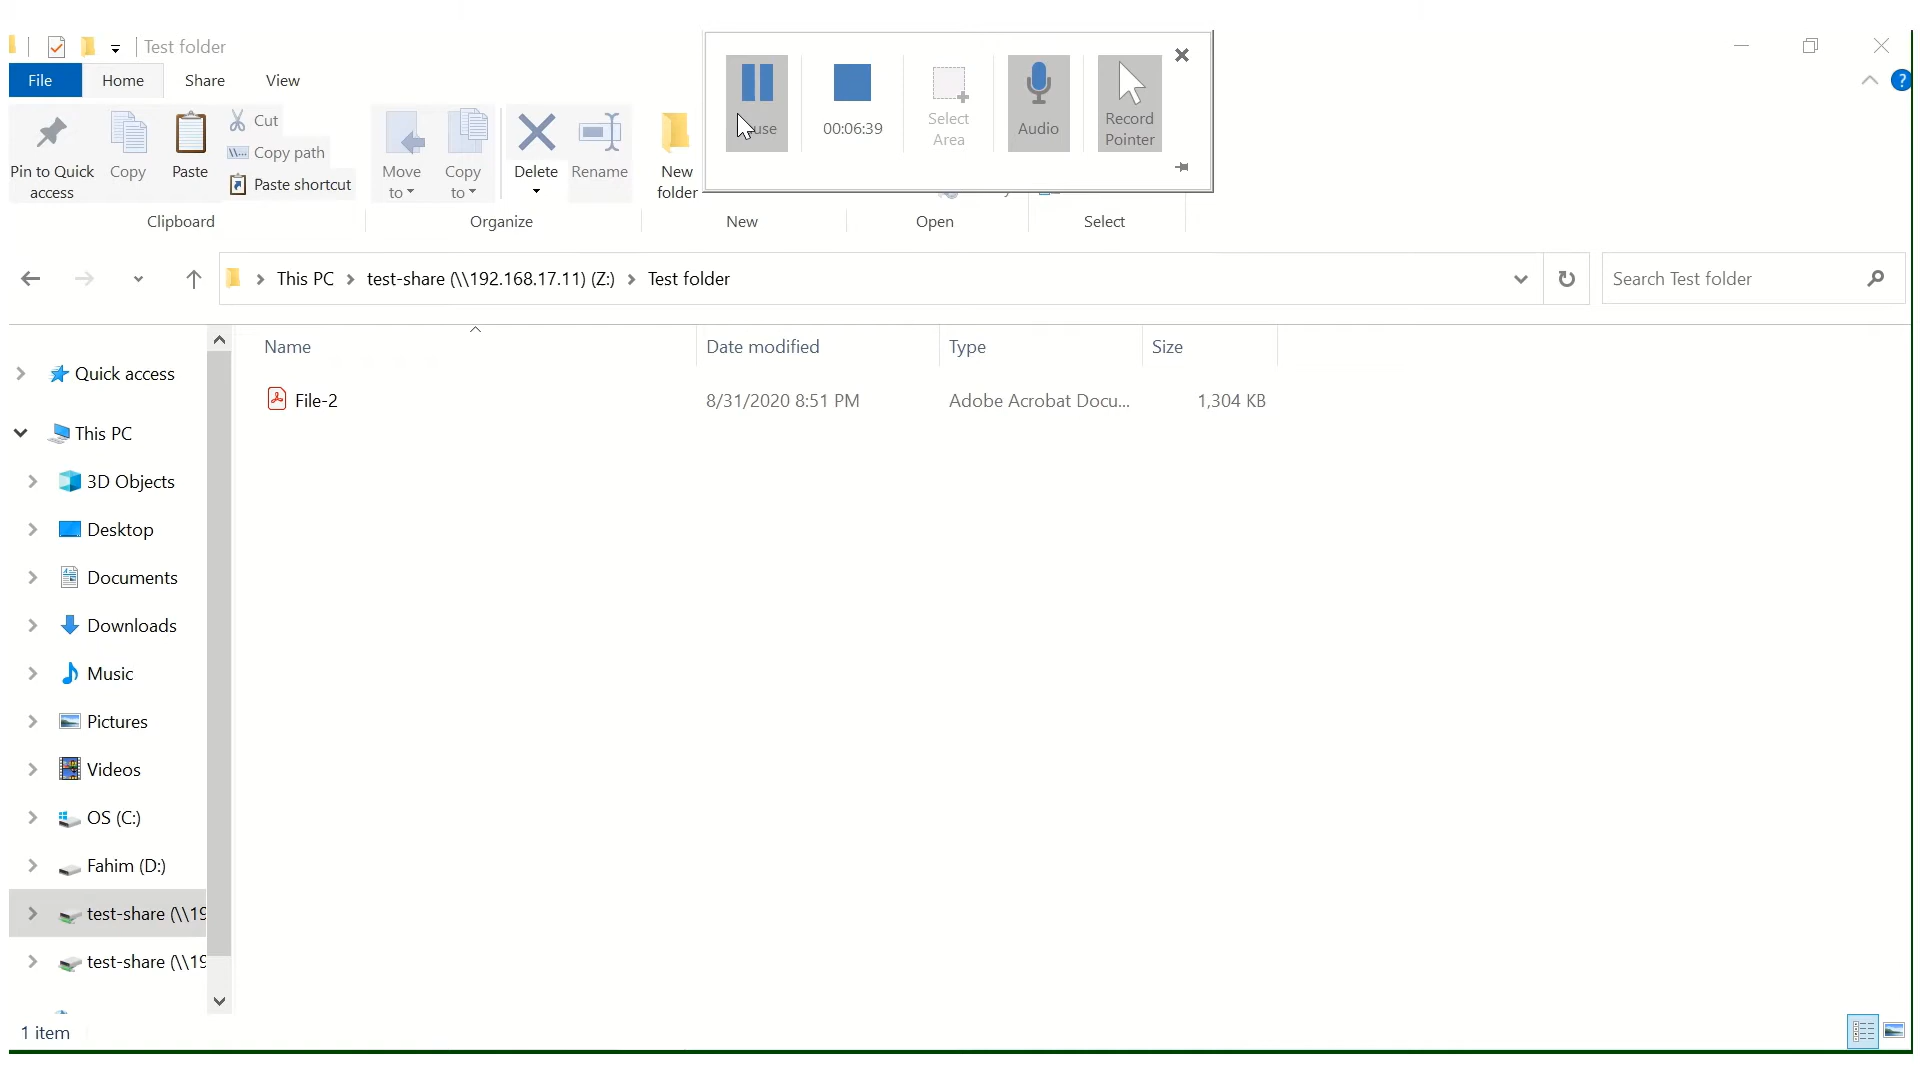 Test folder
File
Home
Share
View
Pin to Quick
access
Copy
Paste
Cut
Copy path
Paste shortcut
Clipboard
Move
to
Copy
to
Delete
Rename
Organize
New
folder
New
Open
Select
00:06:39
Select
Area
Audio
Record
Pointer
This PC
test-share (\\192.168.17.11) (Z:)
Test folder
Search Test folder
Name
Date modified
Type
Size
File-2
8/31/2020 8:51 PM
Adobe Acrobat Docu...
1,304 KB
Quick access
This PC
3D Objects
Desktop
Documents
Downloads
Music
Pictures
Videos
OS (C:)
Fahim (D:)
test-share (\\19
test-share (\\19
1 item